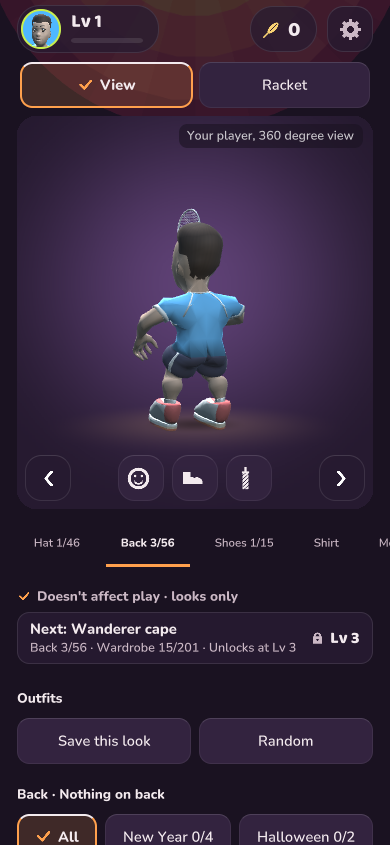 Lv 1
0
View
Racket
Your player, 360 degree view
Hat 1/46
Back 3/56
Shoes 1/15
Shirt
Doesn't affect play · looks only
Next: Wanderer cape
Back 3/56 · Wardrobe 15/201 · Unlocks at Lv 3
Lv 3
Outfits
Save this look
Random
Back · Nothing on back
All
New Year 0/4
Halloween 0/2